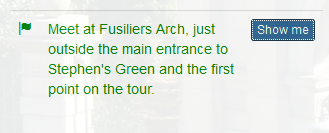 Meet at Fusiliers Arch, just
outside the main entrance to
Stephen's Green and the first
point on the tour.
Show me